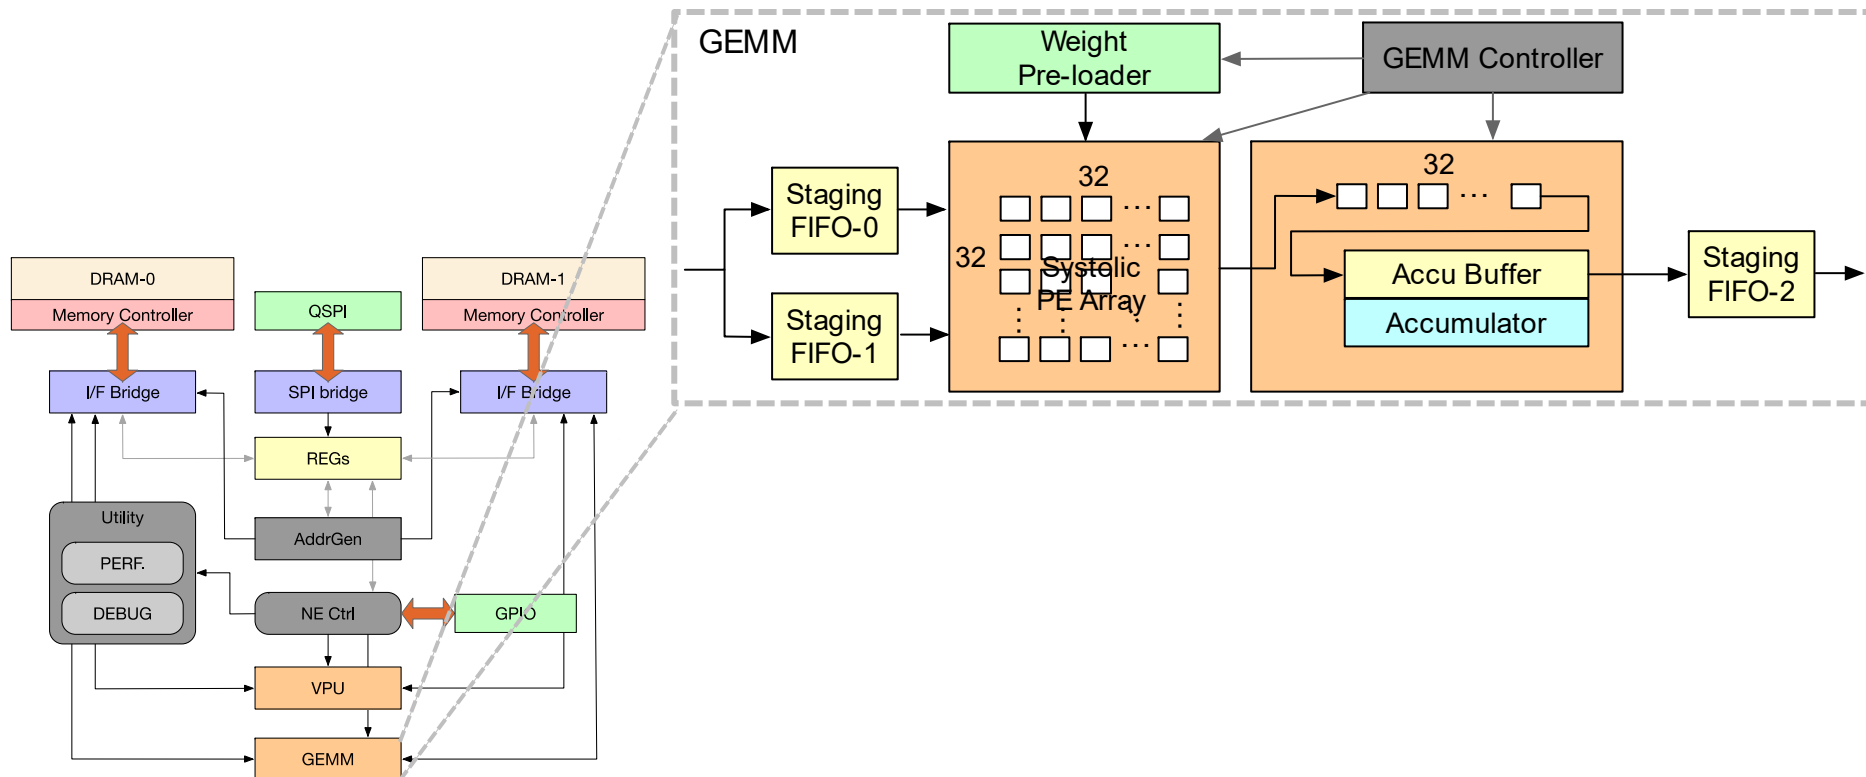 GEMM
Weight
Pre-loader
GEMM Controller
Staging
FIFO-0
Staging
FIFO-1
32
32
Systolic
PE Array
32
Accu Buffer
Accumulator
Staging
FIFO-2
DRAM-0
Memory Controller
QSPI
DRAM-1
Memory Controller
I/F Bridge
SPI bridge
I/F Bridge
REGs
Utility
PERF.
DEBUG
AddrGen
NE Ctrl
GPIO
VPU
GEMM